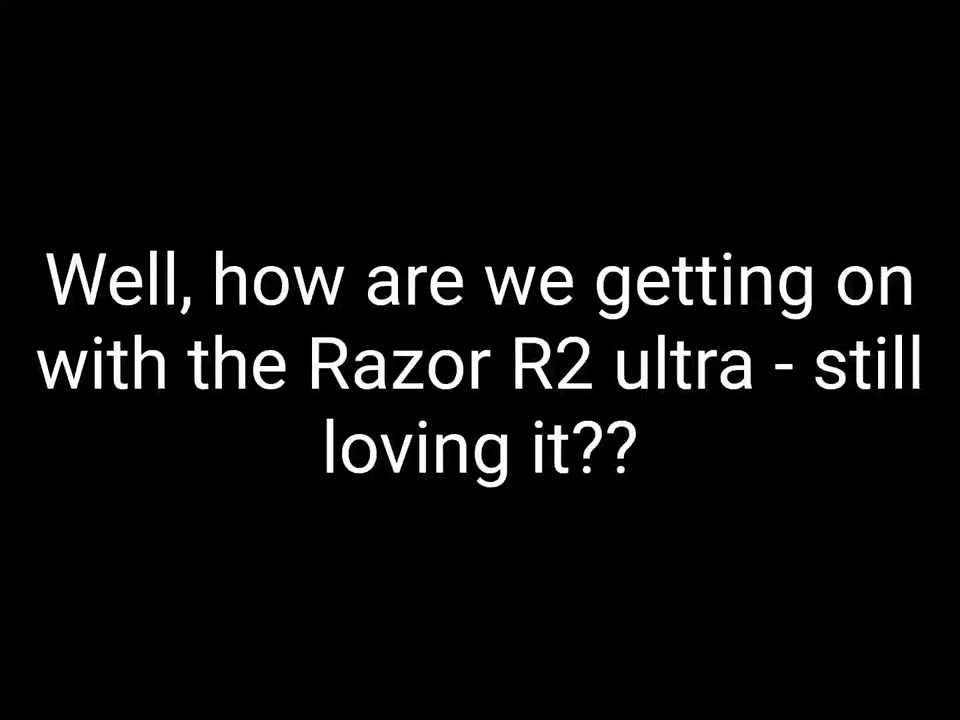 Well, how are we getting on
with the Razor R2 ultra - still
loving it??